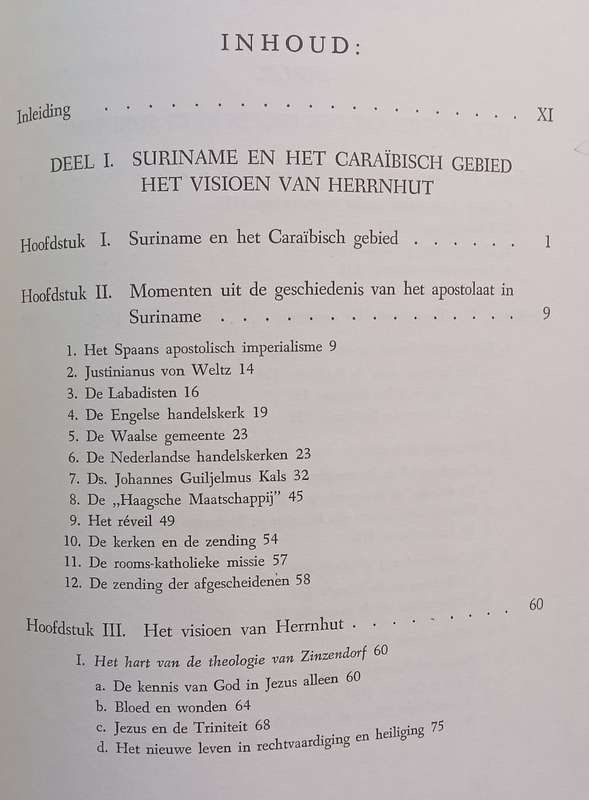 INHOUD:
Inleiding . . . . . . . . . . . . . . . . . . . XI
DEEL I. SURINAME EN HET CARAÏBISCH GEBIED
HET VISIOEN VAN HERRNHUT
Hoofdstuk I. Suriname en het Caraïbisch gebied . . . . . . 1
Hoofdstuk II. Momenten uit de geschiedenis van het apostolaat in
Suriname . . . . . . . . . . . . . . 9
1. Het Spaans apostolisch imperialisme 9
2. Justinianus von Weltz 14
3. De Labadisten 16
4. De Engelse handelskerk 19
5. De Waalse gemeente 23
6. De Nederlandse handelskerken 23
7. Ds. Johannes Guiljelmus Kals 32
8. De „Haagsche Maatschappij” 45
9. Het réveil 49
10. De kerken en de zending 54
11. De rooms-katholieke missie 57
12. De zending der afgescheidenen 58
Hoofdstuk III. Het visioen van Herrnhut . . . . . . . . 60
I. Het hart van de theologie van Zinzendorf 60
a. De kennis van God in Jezus alleen 60
b. Bloed en wonden 64
c. Jezus en de Triniteit 68
d. Het nieuwe leven in rechtvaardiging en heiliging 75